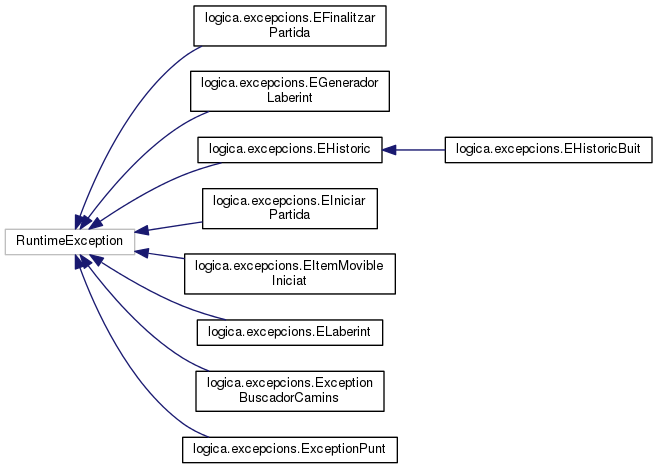 logica.excepcions.EFinalitzar
Partida
logica.excepcions.EGenerador
Laberint
logica.excepcions.EHistoric
logica.excepcions.EHistoricBuit
logica.excepcions.EIniciar
Partida
RuntimeException
logica.excepcions.EItemMovible
Iniciat
logica.excepcions.ELaberint
logica.excepcions.Exception
BuscadorCamins
logica.excepcions.ExceptionPunt